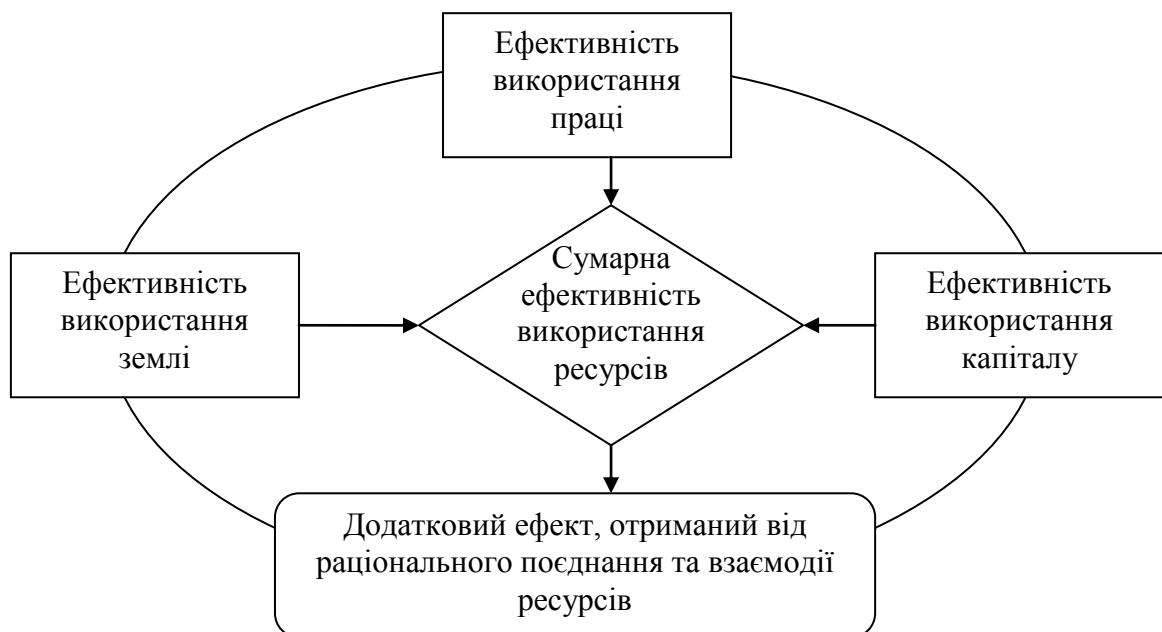 Ефективність
використання
праці
Ефективність
використання
землі
Сумарна
ефективність
використання
ресурсів
Ефективність
використання
капіталу
Додатковий ефект, отриманий від
раціонального поєднання та взаємодії
ресурсів